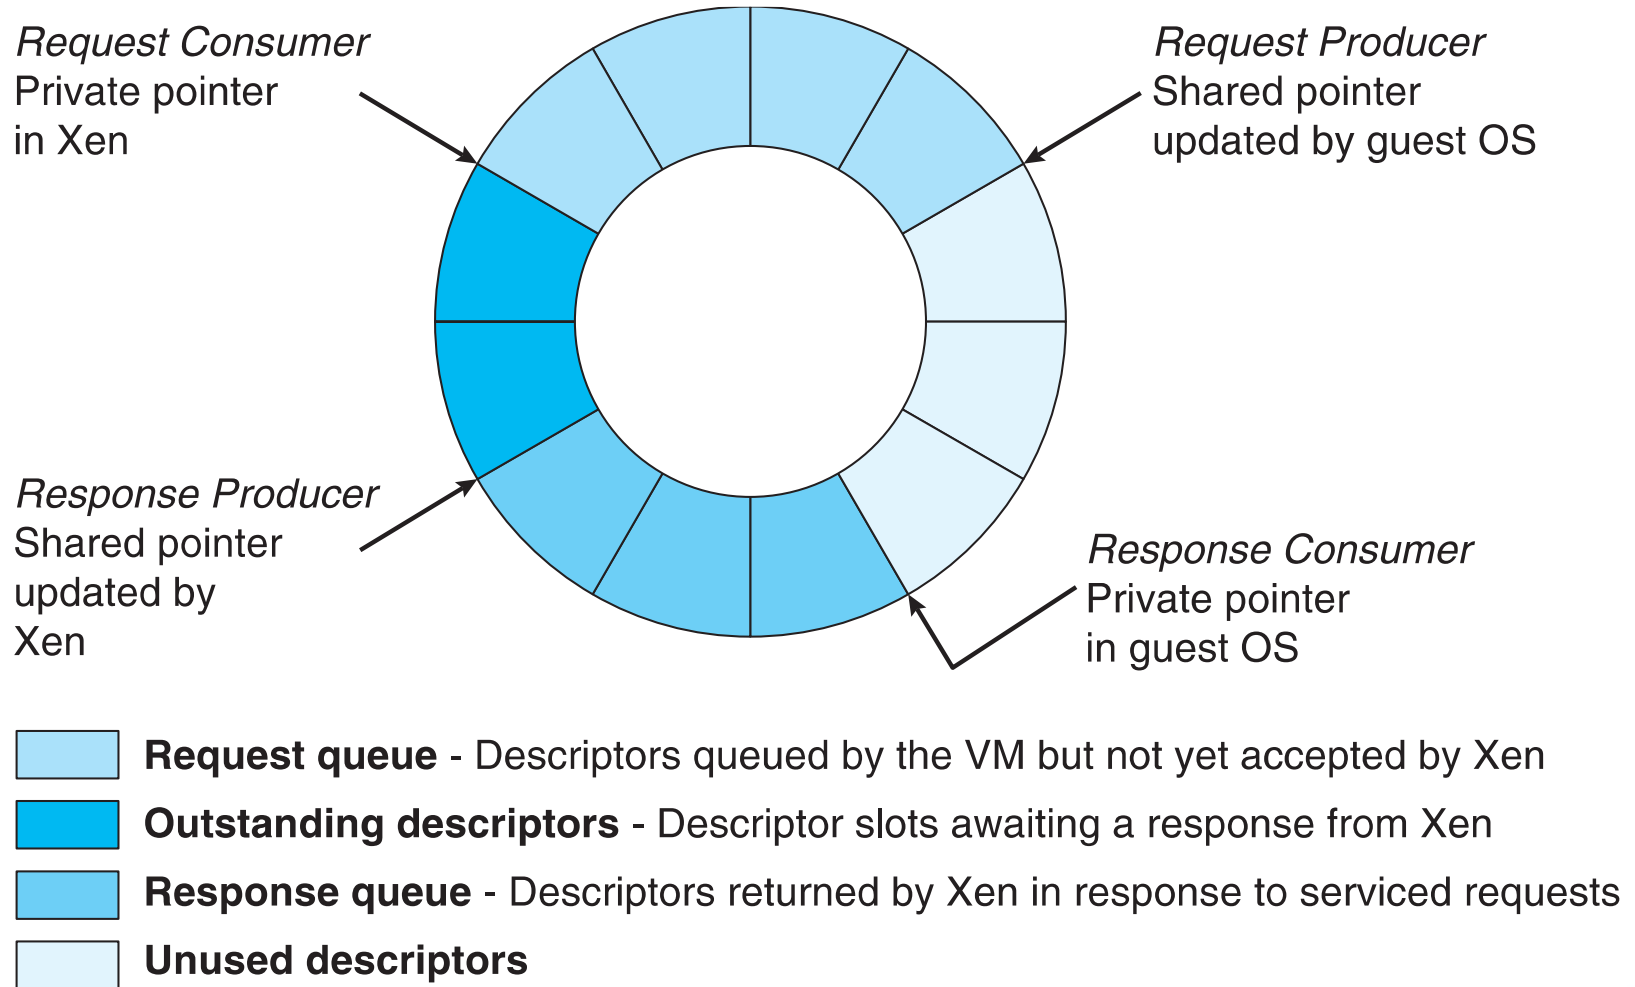 Request Consumer
Private pointer
in Xen
Request Producer
Shared pointer
updated by guest OS
Response Producer
Shared pointer
updated by
Xen
Response Consumer
Private pointer
in guest OS
Request queue - Descriptors queued by the VM but not yet accepted by Xen
Outstanding descriptors - Descriptor slots awaiting a response from Xen
Response queue - Descriptors returned by Xen in response to serviced requests
Unused descriptors